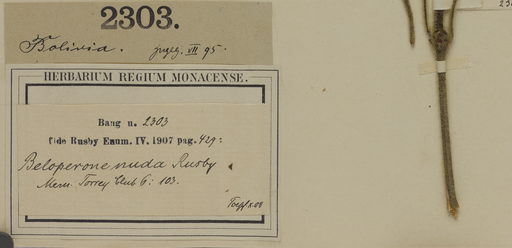 2303.
Bolivia. VII 95.
HERBARIUM REGIUM MONACENSE.
Bang n. 2303
fide Rusby Enum. IV. 1907 pag. 429:
Beloperone nuda Rusby
Mem. Torrey Club 6: 103.